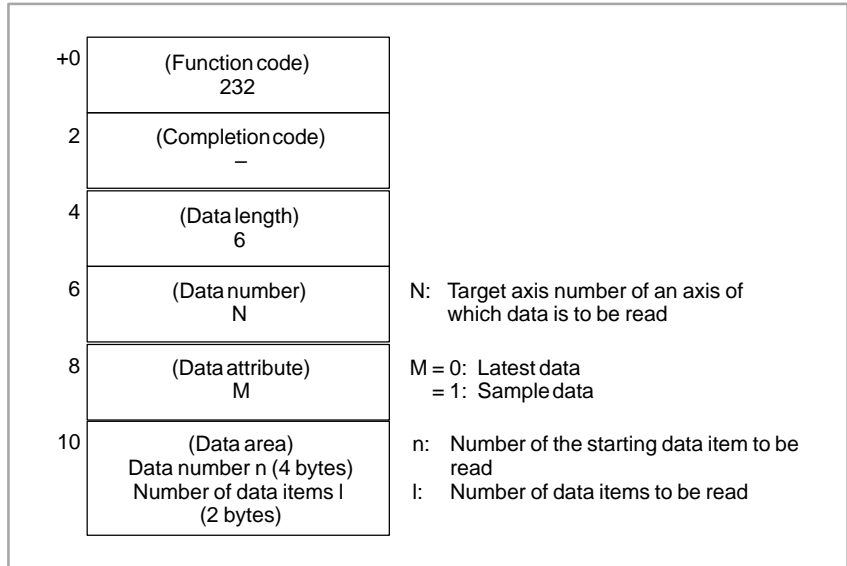 +0
(Function code)
232
2
(Completion code)
–
4
(Data length)
6
6
(Data number)
N
N: Target axis number of an axis of
which data is to be read
8
(Data attribute)
M
M = 0: Latest data
= 1: Sample data
10
(Data area)
Data number n (4 bytes)
Number of data items l
(2 bytes)
n: Number of the starting data item to be
read
l: Number of data items to be read